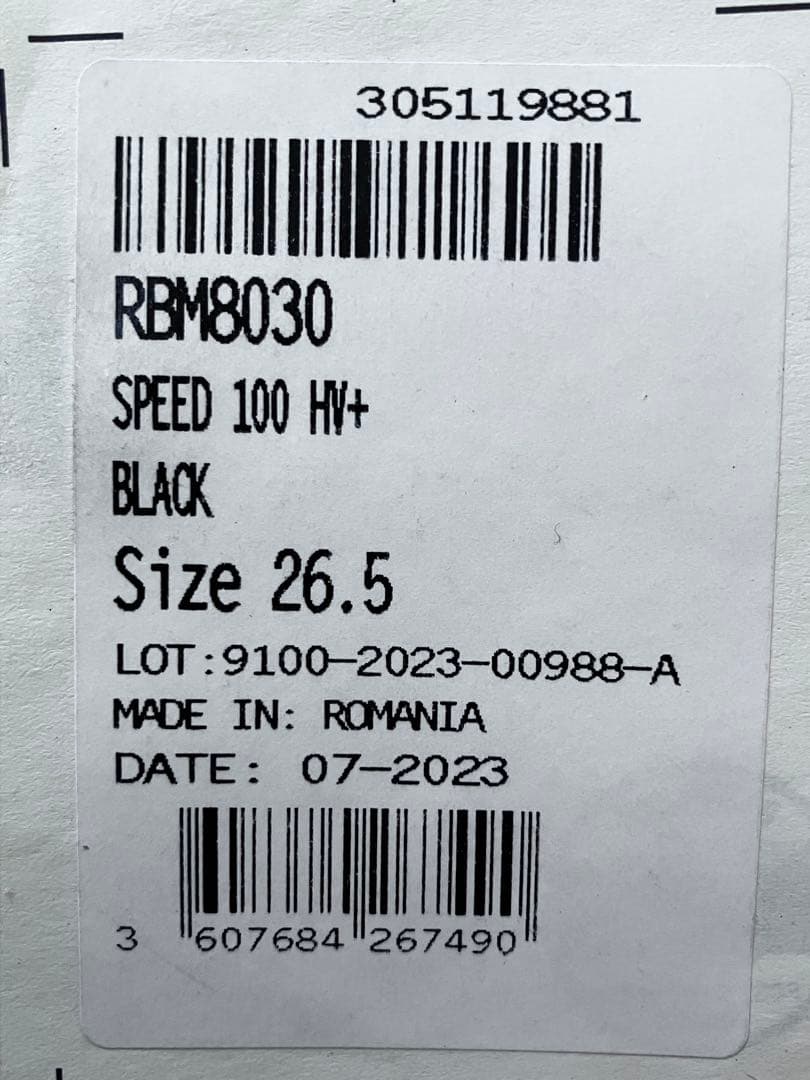 305119881
RBM8030
SPEED 100 HV+
BLACK
Size 26.5
LOT:9100-2023-00988-A
MADE IN: ROMANIA
DATE: 07-2023
3 607684 267490